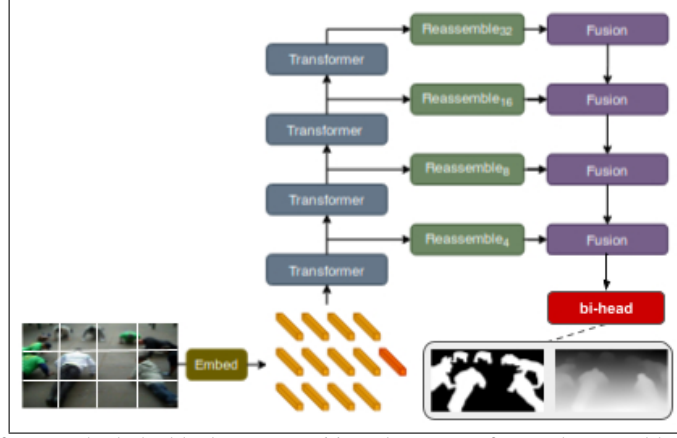 Reassemble32
Fusion
Transformer
Reassemble16
Fusion
Transformer
Reassemble8
Fusion
Transformer
Reassemble4
Fusion
Transformer
bi-head
Embed